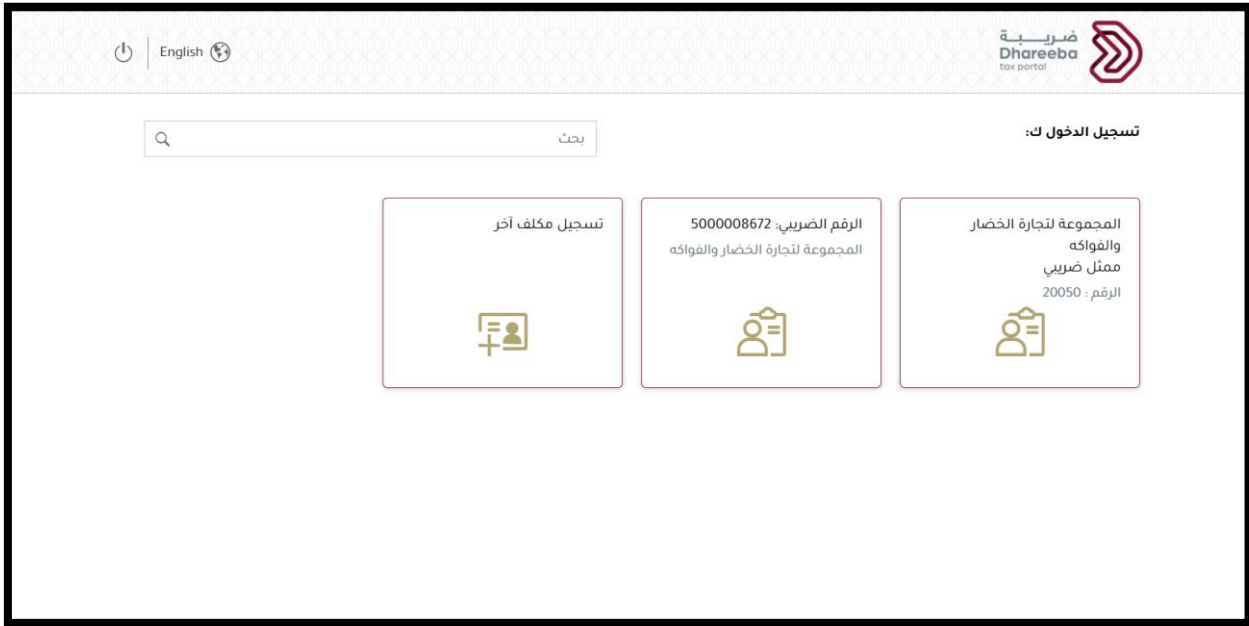 ضريبة
Dhareeba
tax portal
English
تسجيل الدخول ك:
بحث
المجموعة لتجارة الخضار
والفواكه
ممثل ضريبي
الرقم : 20050
الرقم الضريبي: 5000008672
المجموعة لتجارة الخضار والفواكه
تسجيل مكلف آخر